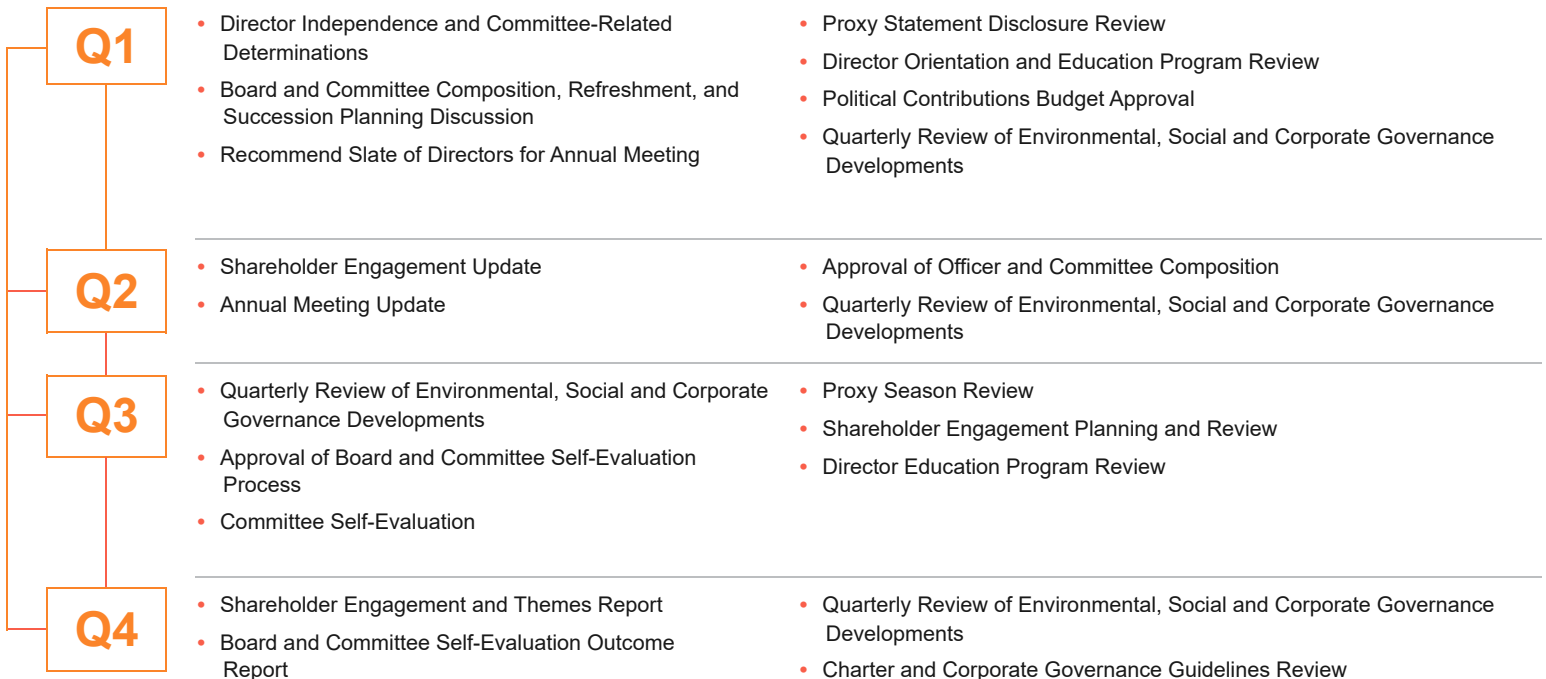 Q1
• Director Independence and Committee-Related
Determinations
• Board and Committee Composition, Refreshment, and
Succession Planning Discussion
• Recommend Slate of Directors for Annual Meeting
• Proxy Statement Disclosure Review
• Director Orientation and Education Program Review
• Political Contributions Budget Approval
• Quarterly Review of Environmental, Social and Corporate Governance
Developments
Q2
• Shareholder Engagement Update
• Annual Meeting Update
• Approval of Officer and Committee Composition
• Quarterly Review of Environmental, Social and Corporate Governance
Developments
Q3
• Quarterly Review of Environmental, Social and Corporate
Governance Developments
• Approval of Board and Committee Self-Evaluation
Process
• Committee Self-Evaluation
• Proxy Season Review
• Shareholder Engagement Planning and Review
• Director Education Program Review
Q4
• Shareholder Engagement and Themes Report
• Board and Committee Self-Evaluation Outcome
Report
• Quarterly Review of Environmental, Social and Corporate Governance
Developments
• Charter and Corporate Governance Guidelines Review